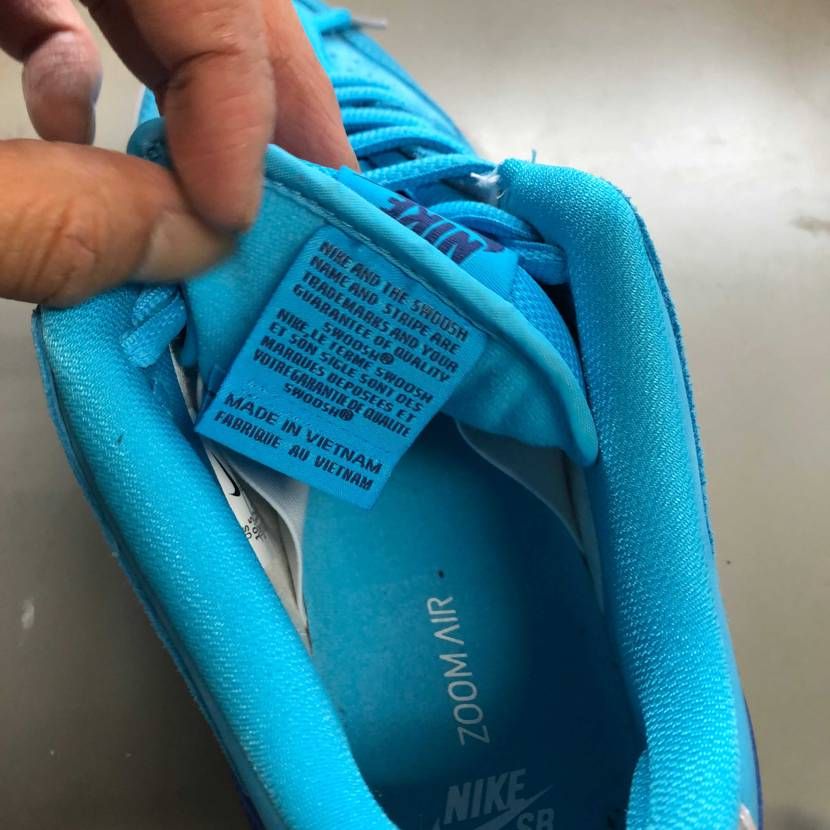 NIKE
NIKE AND THE SWOOSH
NAME AND STRIPE ARE
TRADEMARKS AND YOUR
GUARANTEE OF QUALITY
SWOOSH®
NIKE.LE TERME SWOOSH
ET SON SIGLE SONT DES
MARQUES DEPOSEES ET
VOTREGARANTIE DE QUALITE
SWOOSH®
MADE IN VIETNAM
FABRIQUE AU VIETNAM
US
ZOOM AIR
NIKE
SB